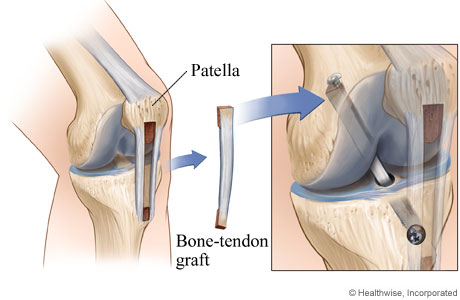 Patella
Bone-tendon
graft
© Healthwise, Incorporated